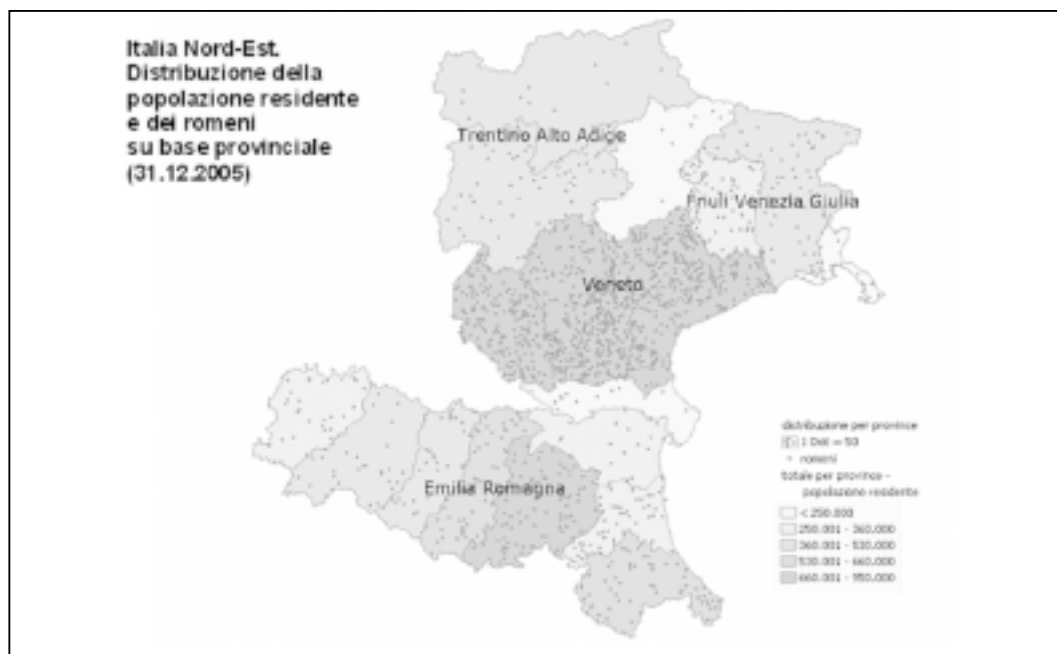 Italia Nord-Est.
Distribuzione della
popolazione residente
e dei romeni
su base provinciale
(31.12.2005)
Trentino Alto Adige
Friuli Venezia Giulia
Veneto
Emilia Romagna
distribuzione per province
1 Dot = 50
romeni
totale per province -
popolazione residente
< 250.000
250.001 - 360.000
360.001 - 530.000
530.001 - 660.000
660.001 - 950.000